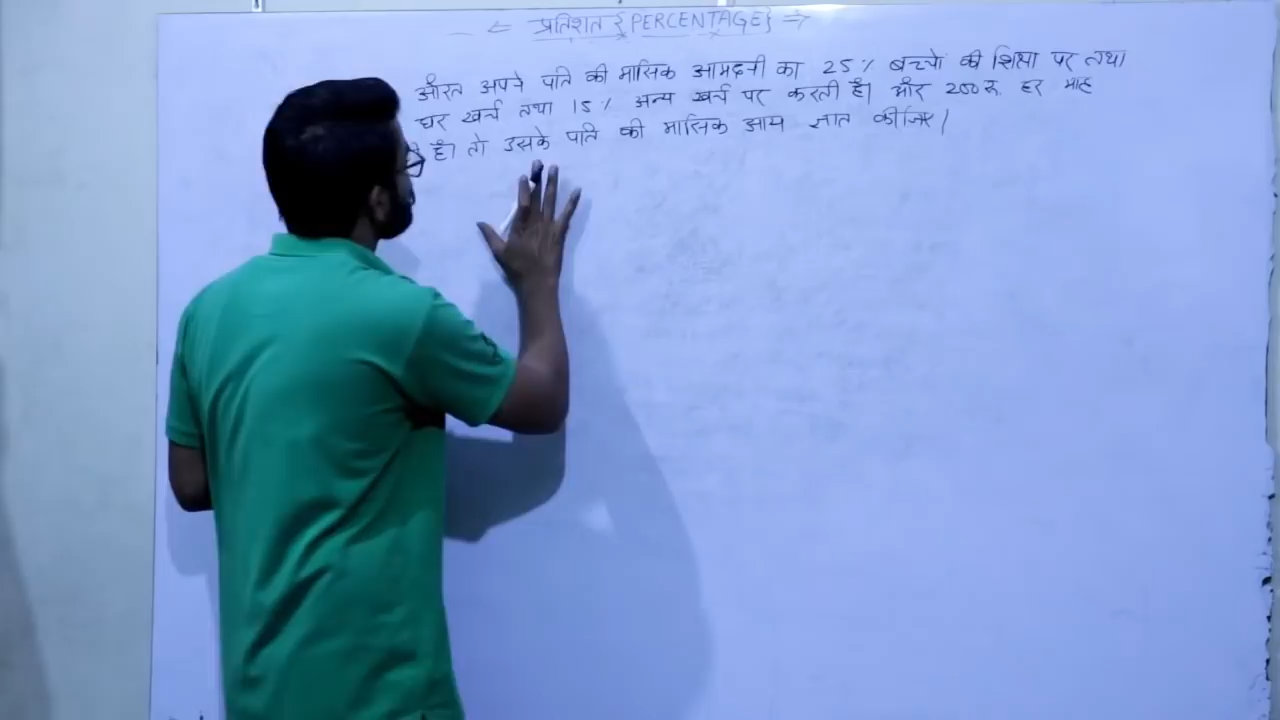 ← प्रतिशत {PERCENTAGE} →
औरत अपने पति की मासिक आमदनी का 25% बच्चो की शिक्षा पर तथा
घर खर्च तथा 15% अन्य खर्च पर करती है। और 200 रू. हर माह
है। तो उसके पति की मासिक आय ज्ञात कीजिए।